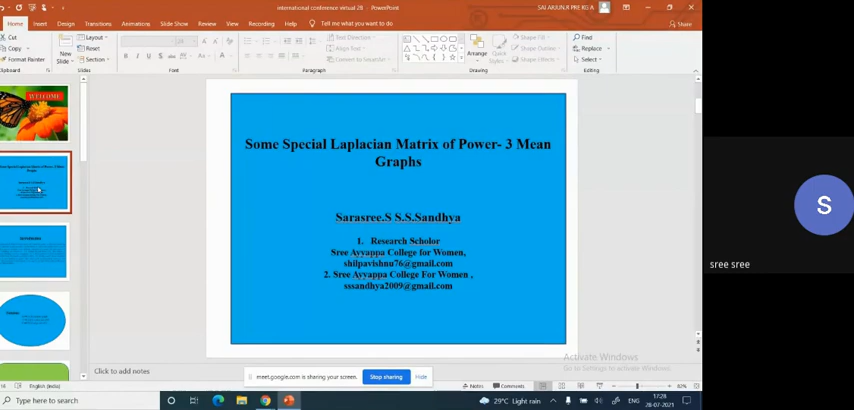 international conference virtual 28 - PowerPoint
SAI ARJUN.R PRE KG A
Home Insert Design Transitions Animations Slide Show Review View Recording Help Tell me what you want to do
Share
Cut
Copy
Format Painter
Clipboard
New
Slide
Layout
Reset
Section
Slides
Font
Text Direction
Align Text
Convert to SmartArt
Paragraph
Arrange
Quick
Styles
Shape Fill
Shape Outline
Shape Effects
Drawing
Find
Replace
Select
Editing
WELCOME
Some Special Laplacian Matrix of Power- 3 Mean
Graphs
Sarasree.S S.S.Sandhya
1. Research Scholor
Sree Ayyappa College for Women,
shilpavishnu76@gmail.com
2. Sree Ayyappa College For Women ,
sssandhya2009@gmail.com
S
sree sree
Activate Windows
Go to Settings to activate Windows.
Click to add notes
meet.google.com is sharing your screen.
Stop sharing
Hide
English (India)
Notes
Comments
82%
Type here to search
29°C Light rain
17:28
28-07-2021